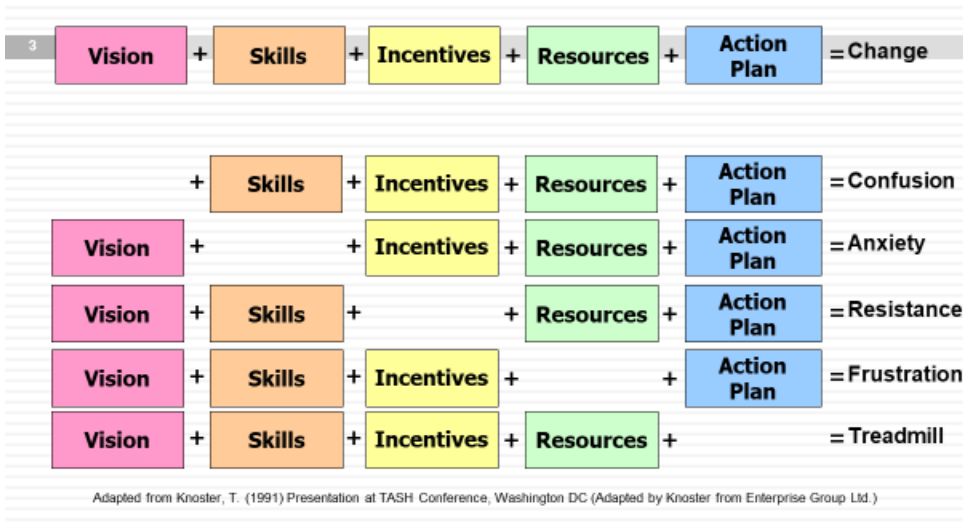 3
Vision + Skills + Incentives + Resources + Action Plan = Change
+ Skills + Incentives + Resources + Action Plan = Confusion
Vision + + Incentives + Resources + Action Plan = Anxiety
Vision + Skills + + Resources + Action Plan = Resistance
Vision + Skills + Incentives + + Action Plan = Frustration
Vision + Skills + Incentives + Resources + = Treadmill
Adapted from Knoster, T. (1991) Presentation at TASH Conference, Washington DC (Adapted by Knoster from Enterprise Group Ltd.)